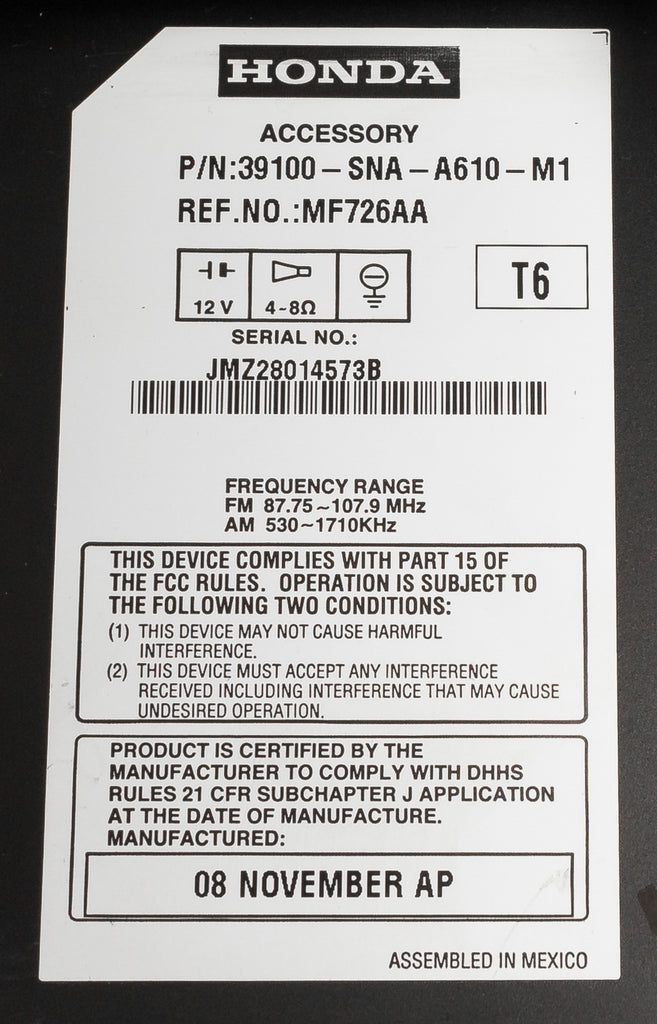 HONDA
ACCESSORY
P/N:39100-SNA-A610-M1
REF.NO.:MF726AA
12 V 4-8Ω
T6
SERIAL NO.:
JMZ28014573B
FREQUENCY RANGE
FM 87.75~107.9 MHz
AM 530~1710KHz
THIS DEVICE COMPLIES WITH PART 15 OF
THE FCC RULES. OPERATION IS SUBJECT TO
THE FOLLOWING TWO CONDITIONS:
(1) THIS DEVICE MAY NOT CAUSE HARMFUL
INTERFERENCE.
(2) THIS DEVICE MUST ACCEPT ANY INTERFERENCE
RECEIVED INCLUDING INTERFERENCE THAT MAY CAUSE
UNDESIRED OPERATION.
PRODUCT IS CERTIFIED BY THE
MANUFACTURER TO COMPLY WITH DHHS
RULES 21 CFR SUBCHAPTER J APPLICATION
AT THE DATE OF MANUFACTURE.
MANUFACTURED:
08 NOVEMBER AP
ASSEMBLED IN MEXICO